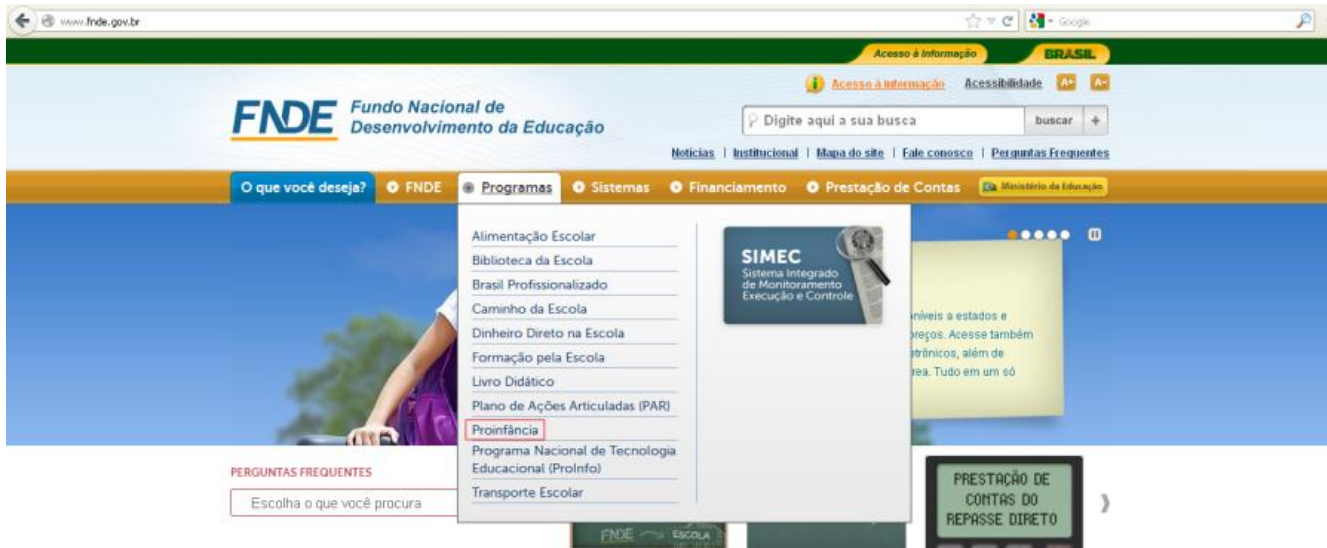 www.fnde.gov.br
Google
Acesso à Informação
BRASIL
Acesso à Informação Acessibilidade A+ A-
FNDE Fundo Nacional de
Desenvolvimento da Educação
Digite aqui a sua busca buscar +
Notícias | Institucional | Mapa do site | Fale conosco | Perguntas Frequentes
O que você deseja? FNDE Programas Sistemas Financiamento Prestação de Contas Ministério da Educação
Alimentação Escolar
Biblioteca da Escola
Brasil Profissionalizado
Caminho da Escola
Dinheiro Direto na Escola
Formação pela Escola
Livro Didático
Plano de Ações Articuladas (PAR)
Proinfância
Programa Nacional de Tecnologia
Educacional (ProInfo)
Transporte Escolar
SIMEC
Sistema Integrado
de Monitoramento
Execução e Controle
níveis a estados e
preços. Acesse também
trônicos, além de
rea. Tudo em um só
PERGUNTAS FREQUENTES
Escolha o que você procura
FNDE ESCOLA
PRESTAÇÃO DE
CONTAS DO
REPASSE DIRETO